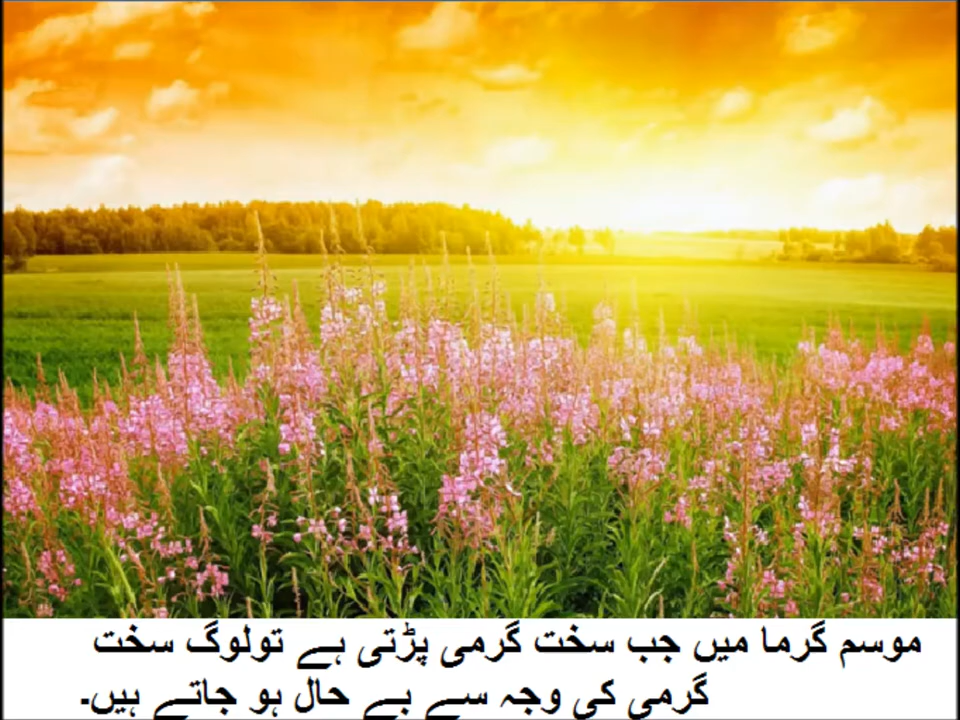 موسم گرما میں جب سخت گرمی پڑتی ہے تولوگ سخت
گرمی کی وجہ سے بے حال ہو جاتے ہیں۔